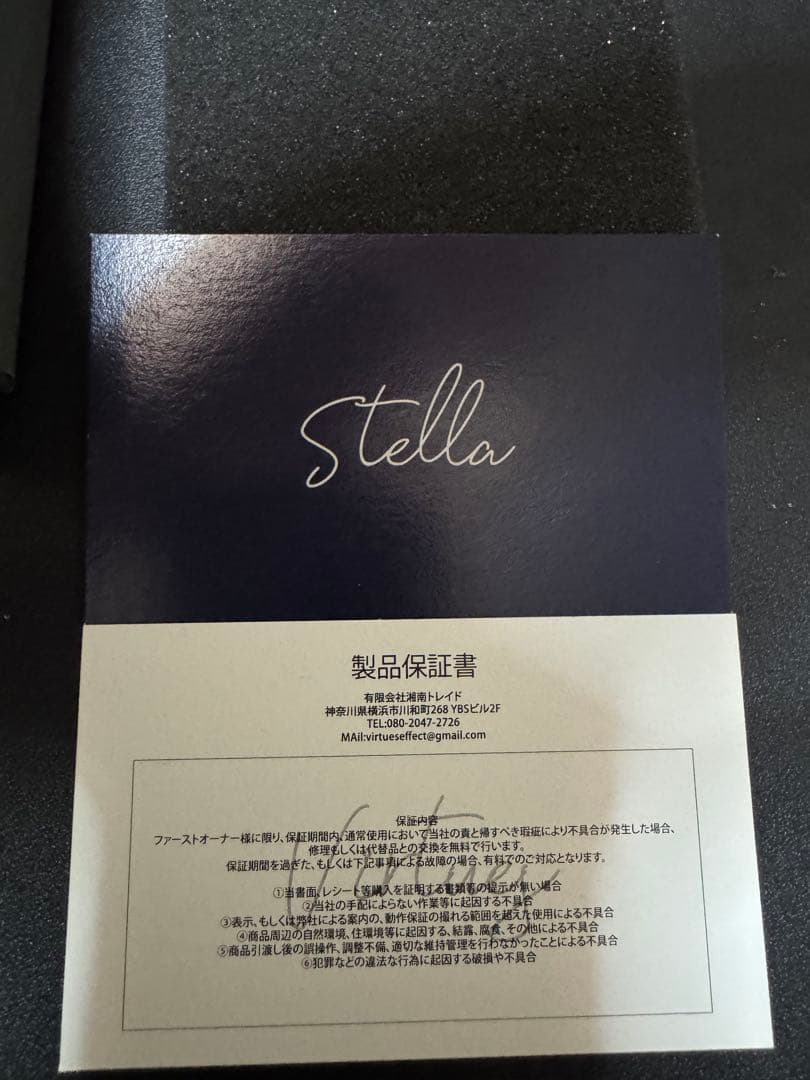 Stella
製品保証書
有限会社湘南トレイド
神奈川県横浜市川和町268 YBSビル2F
TEL:080-2047-2726
MAil:virtueseffect@gmail.com
保証内容
ファーストオーナー様に限り、保証期間内、通常使用において当社の責と帰すべき瑕疵により不具合が発生した場合、
修理もしくは代替品との交換を無料で行います。
保証期間を過ぎた、もしくは下記事項による故障の場合、有料でのご対応となります。
①当書面、レシート等購入を証明する書類等の提示が無い場合
②当社の手配によらない作業等に起因する不具合
③表示、もしくは弊社による案内の、動作保証の撮れる範囲を超えた使用による不具合
④商品周辺の自然環境、住環境等に起因する、結露、腐食、その他による不具合
⑤商品引渡し後の誤操作、調整不備、適切な維持管理を行わなかったことによる不具合
⑥犯罪などの違法な行為に起因する破損や不具合
Virtues